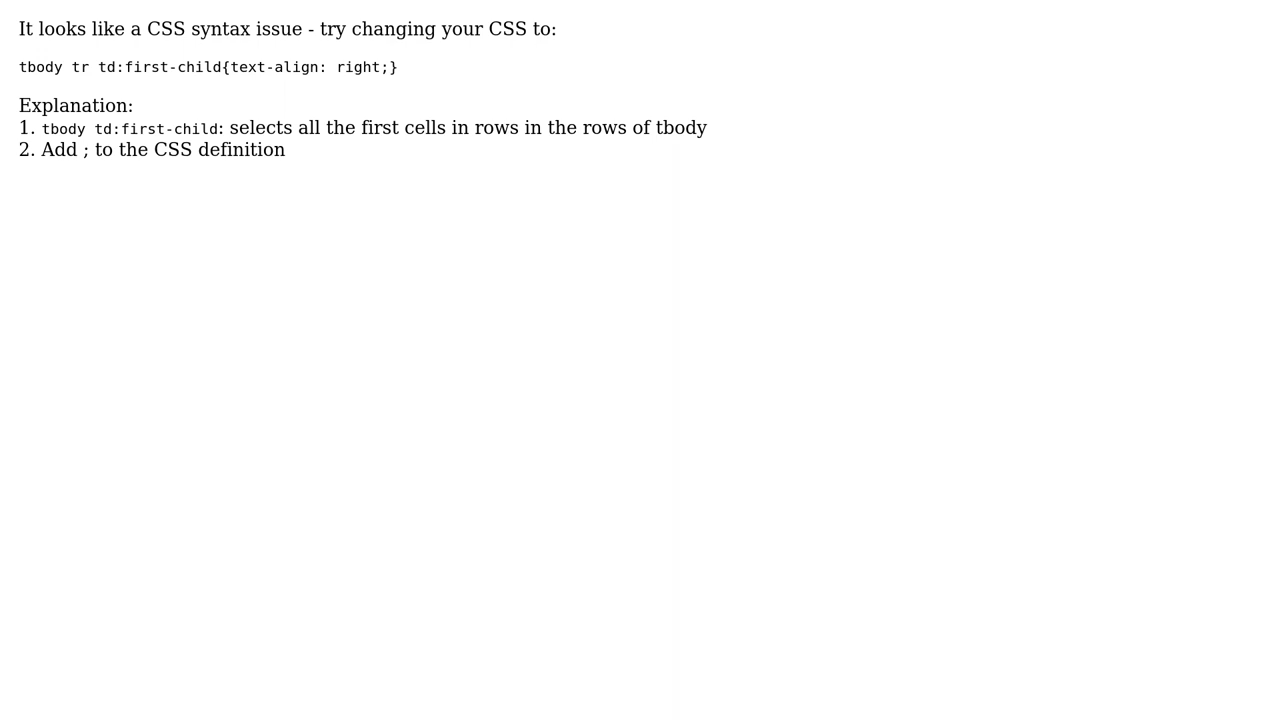 It looks like a CSS syntax issue - try changing your CSS to:
tbody tr td:first-child{text-align: right;}
Explanation:
1. tbody td:first-child: selects all the first cells in rows in the rows of tbody
2. Add ; to the CSS definition